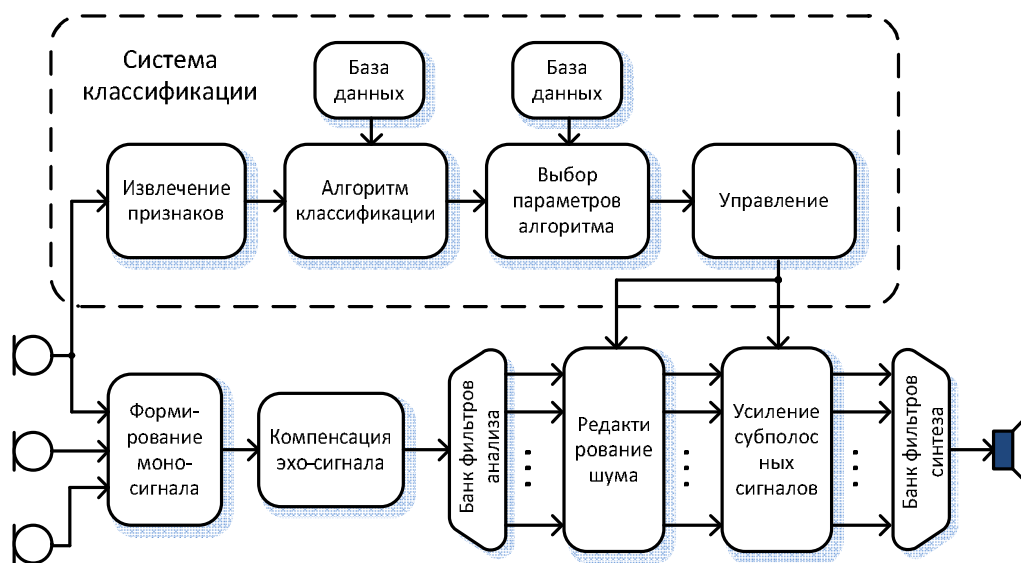 Система
классификации
База
данных
База
данных
Извлечение
признаков
Алгоритм
классификации
Выбор
параметров
алгоритма
Управление
Форми-
рование
моно-
сигнала
Компенсация
эхо-сигнала
Банк фильтров
анализа
Редакти
рование
шума
Усиление
субполос
ных
сигналов
Банк фильтров
синтеза